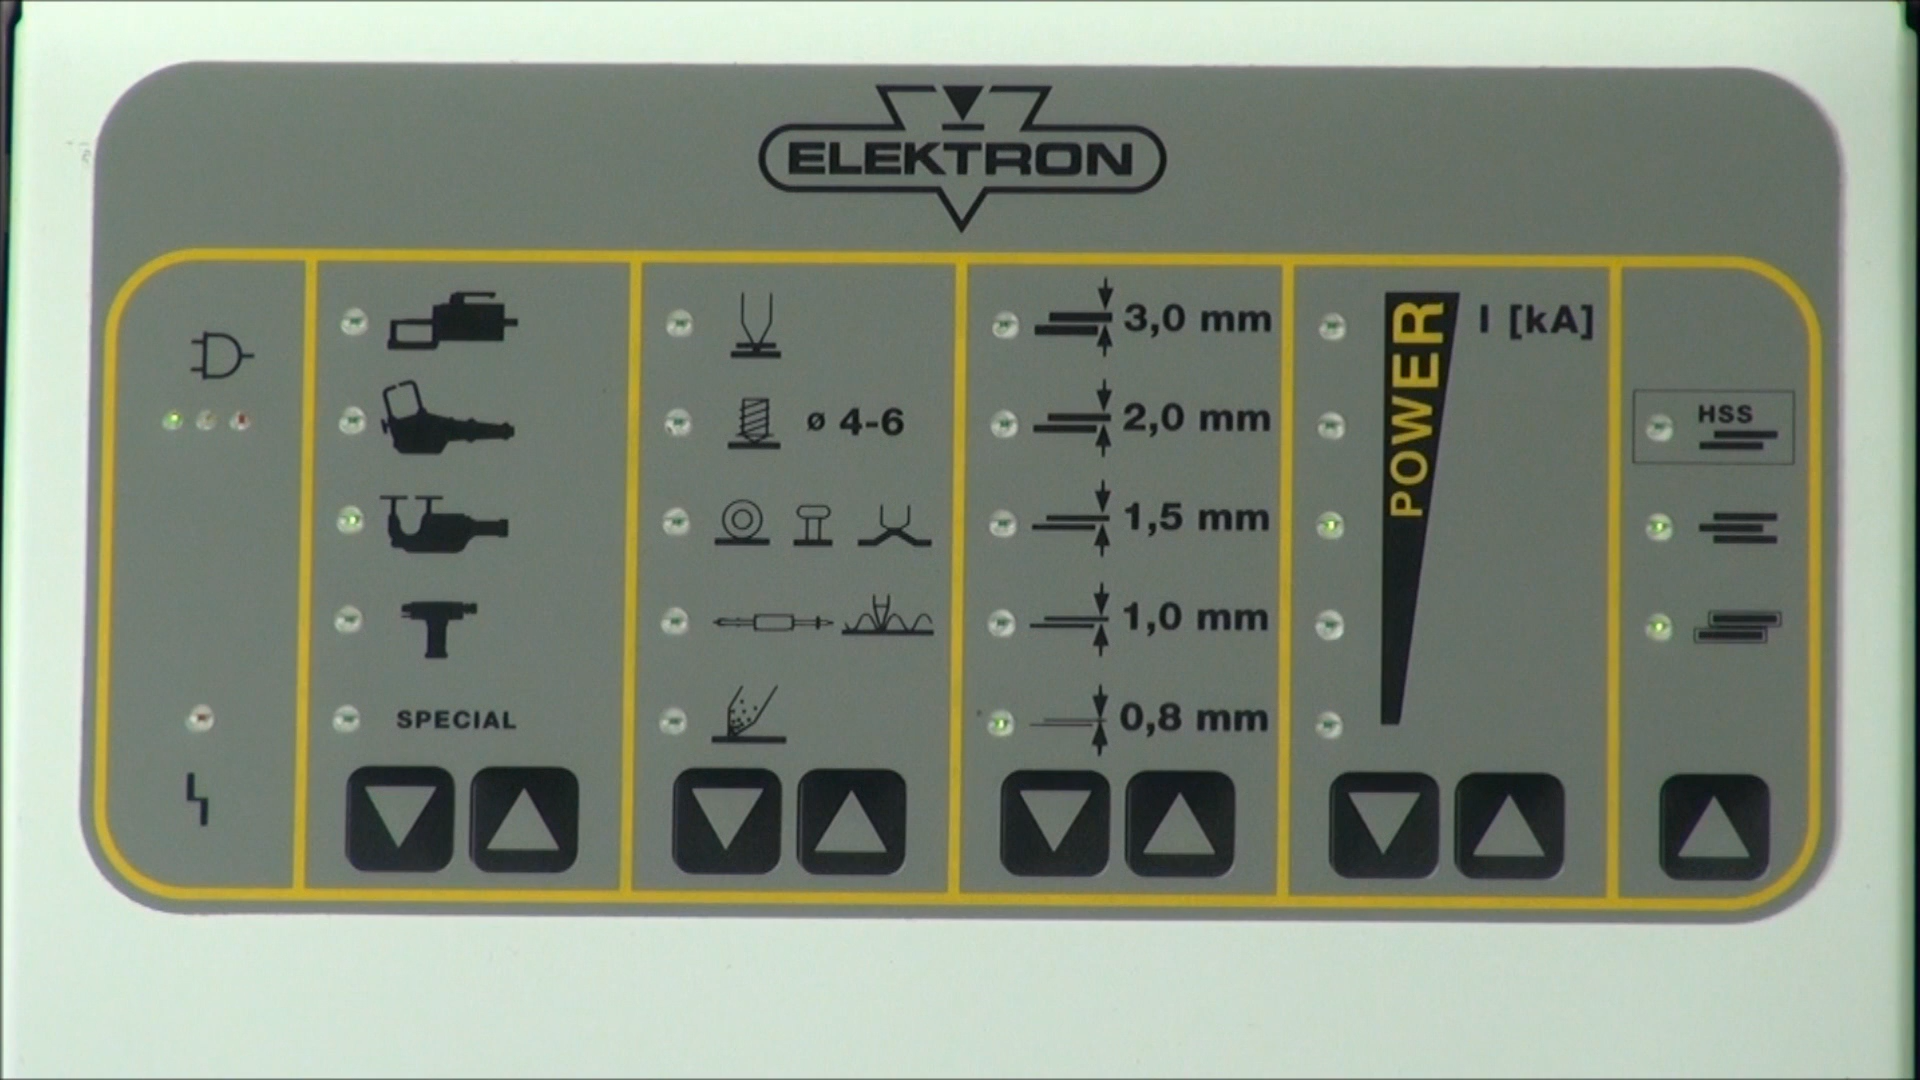 ELEKTRON
SPECIAL
ø 4-6
3,0 mm
2,0 mm
1,5 mm
1,0 mm
0,8 mm
POWER
I [kA]
HSS